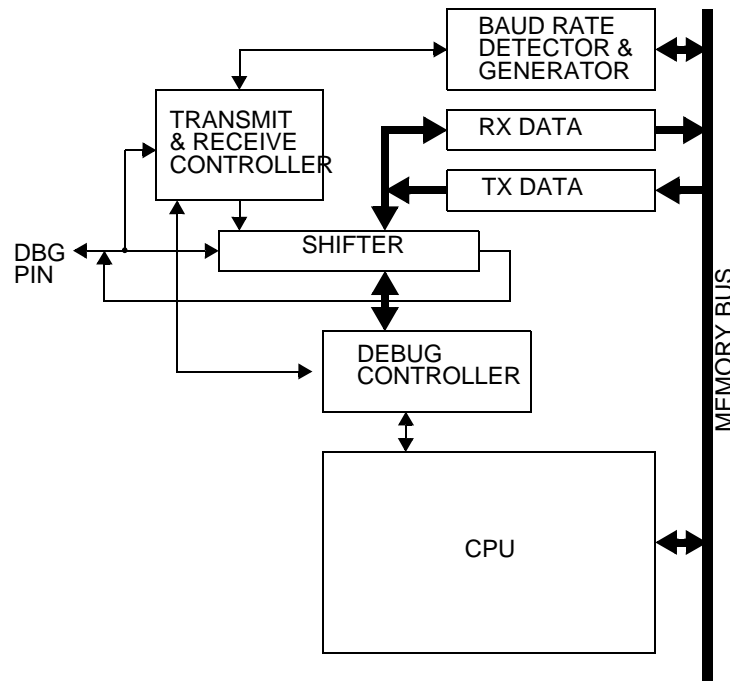 BAUD RATE
DETECTOR &
GENERATOR
TRANSMIT
& RECEIVE
CONTROLLER
RX DATA
TX DATA
DBG
PIN
SHIFTER
DEBUG
CONTROLLER
MEMORY BUS
CPU